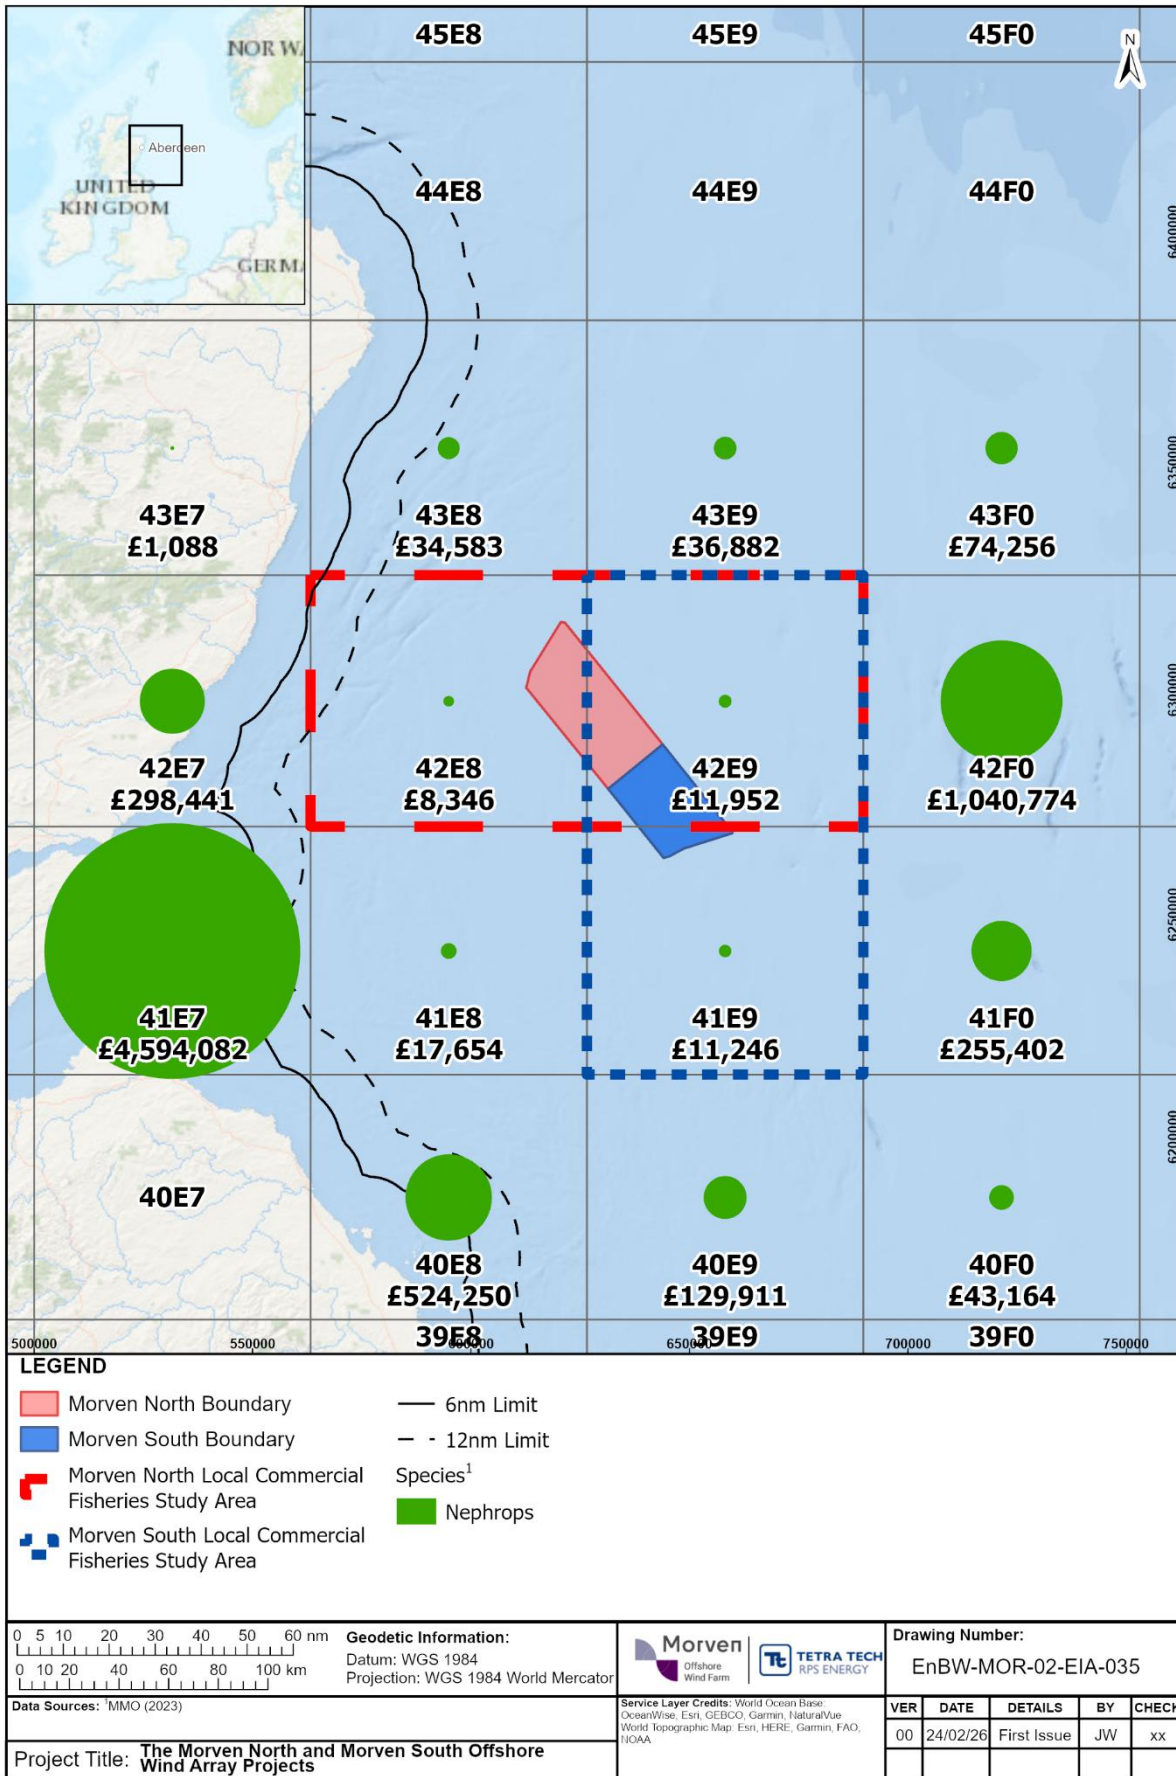 45E8
45E9
45F0
N
NOR W
Aberdeen
UNITED
KINGDOM
GERMA
44E8
44E9
44F0
6400000
6350000
43E7
£1,088
43E8
£34,583
43E9
£36,882
43F0
£74,256
6300000
42E7
£298,441
42E8
£8,346
42E9
£11,952
42F0
£1,040,774
6250000
41E7
£4,594,082
41E8
£17,654
41E9
£11,246
41F0
£255,402
6200000
40E7
40E8
£524,250
40E9
£129,911
40F0
£43,164
39E8
39E9
39F0
500000
550000
600000
650000
700000
750000
LEGEND
Morven North Boundary
Morven South Boundary
Morven North Local Commercial
Fisheries Study Area
Morven South Local Commercial
Fisheries Study Area
6nm Limit
12nm Limit
Species¹
Nephrops
0 5 10 20 30 40 50 60 nm
0 10 20 40 60 80 100 km
Geodetic Information:
Datum: WGS 1984
Projection: WGS 1984 World Mercator
Data Sources: ¹MMO (2023)
Project Title: The Morven North and Morven South Offshore
Wind Array Projects
Morven
Offshore
Wind Farm
Tt TETRA TECH
RPS ENERGY
Service Layer Credits: World Ocean Base:
OceanWise, Esri, GEBCO, Garmin, NaturalVue
World Topographic Map: Esri, HERE, Garmin, FAO,
NOAA
Drawing Number:
EnBW-MOR-02-EIA-035
VER DATE DETAILS BY CHECK
00 24/02/26 First Issue JW xx